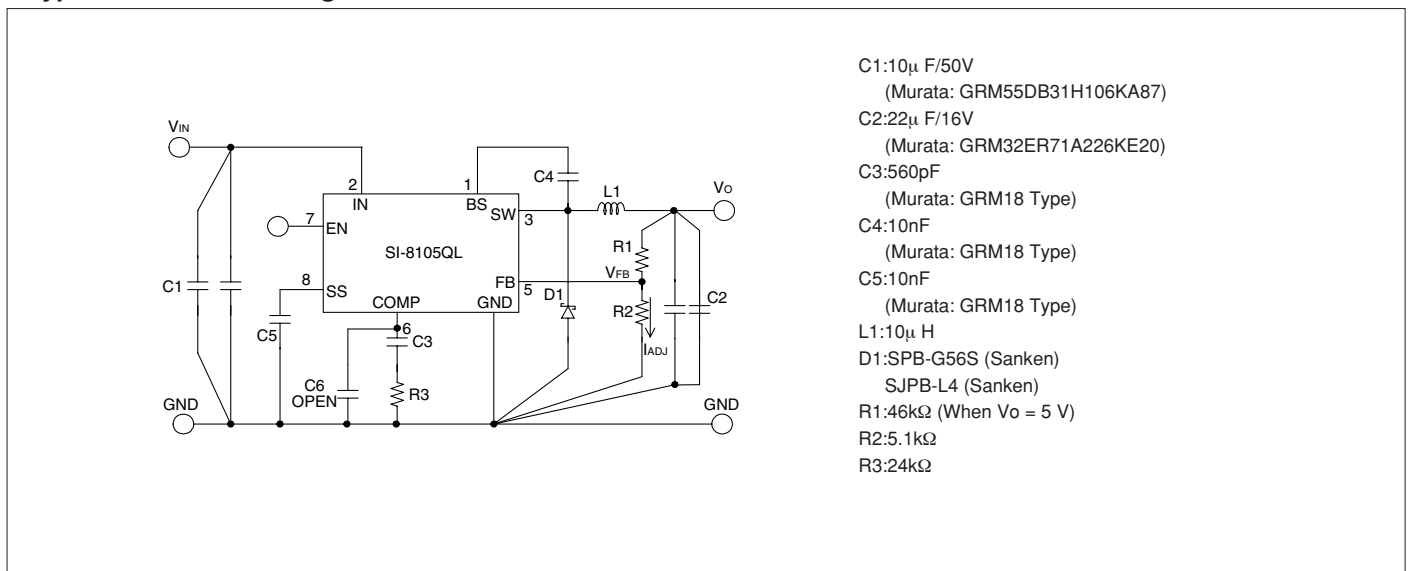 VIN
C1
2
IN
1
BS
C4
SW
3
L1
VO
7
EN
SI-8105QL
8
SS
C5
COMP
6
GND
FB
5
VFB
R1
R2
IADJ
D1
C2
C3
C6
OPEN
R3
GND
GND
C1:10μ F/50V
(Murata: GRM55DB31H106KA87)
C2:22μ F/16V
(Murata: GRM32ER71A226KE20)
C3:560pF
(Murata: GRM18 Type)
C4:10nF
(Murata: GRM18 Type)
C5:10nF
(Murata: GRM18 Type)
L1:10μ H
D1:SPB-G56S (Sanken)
SJPB-L4 (Sanken)
R1:46kΩ (When Vo = 5 V)
R2:5.1kΩ
R3:24kΩ